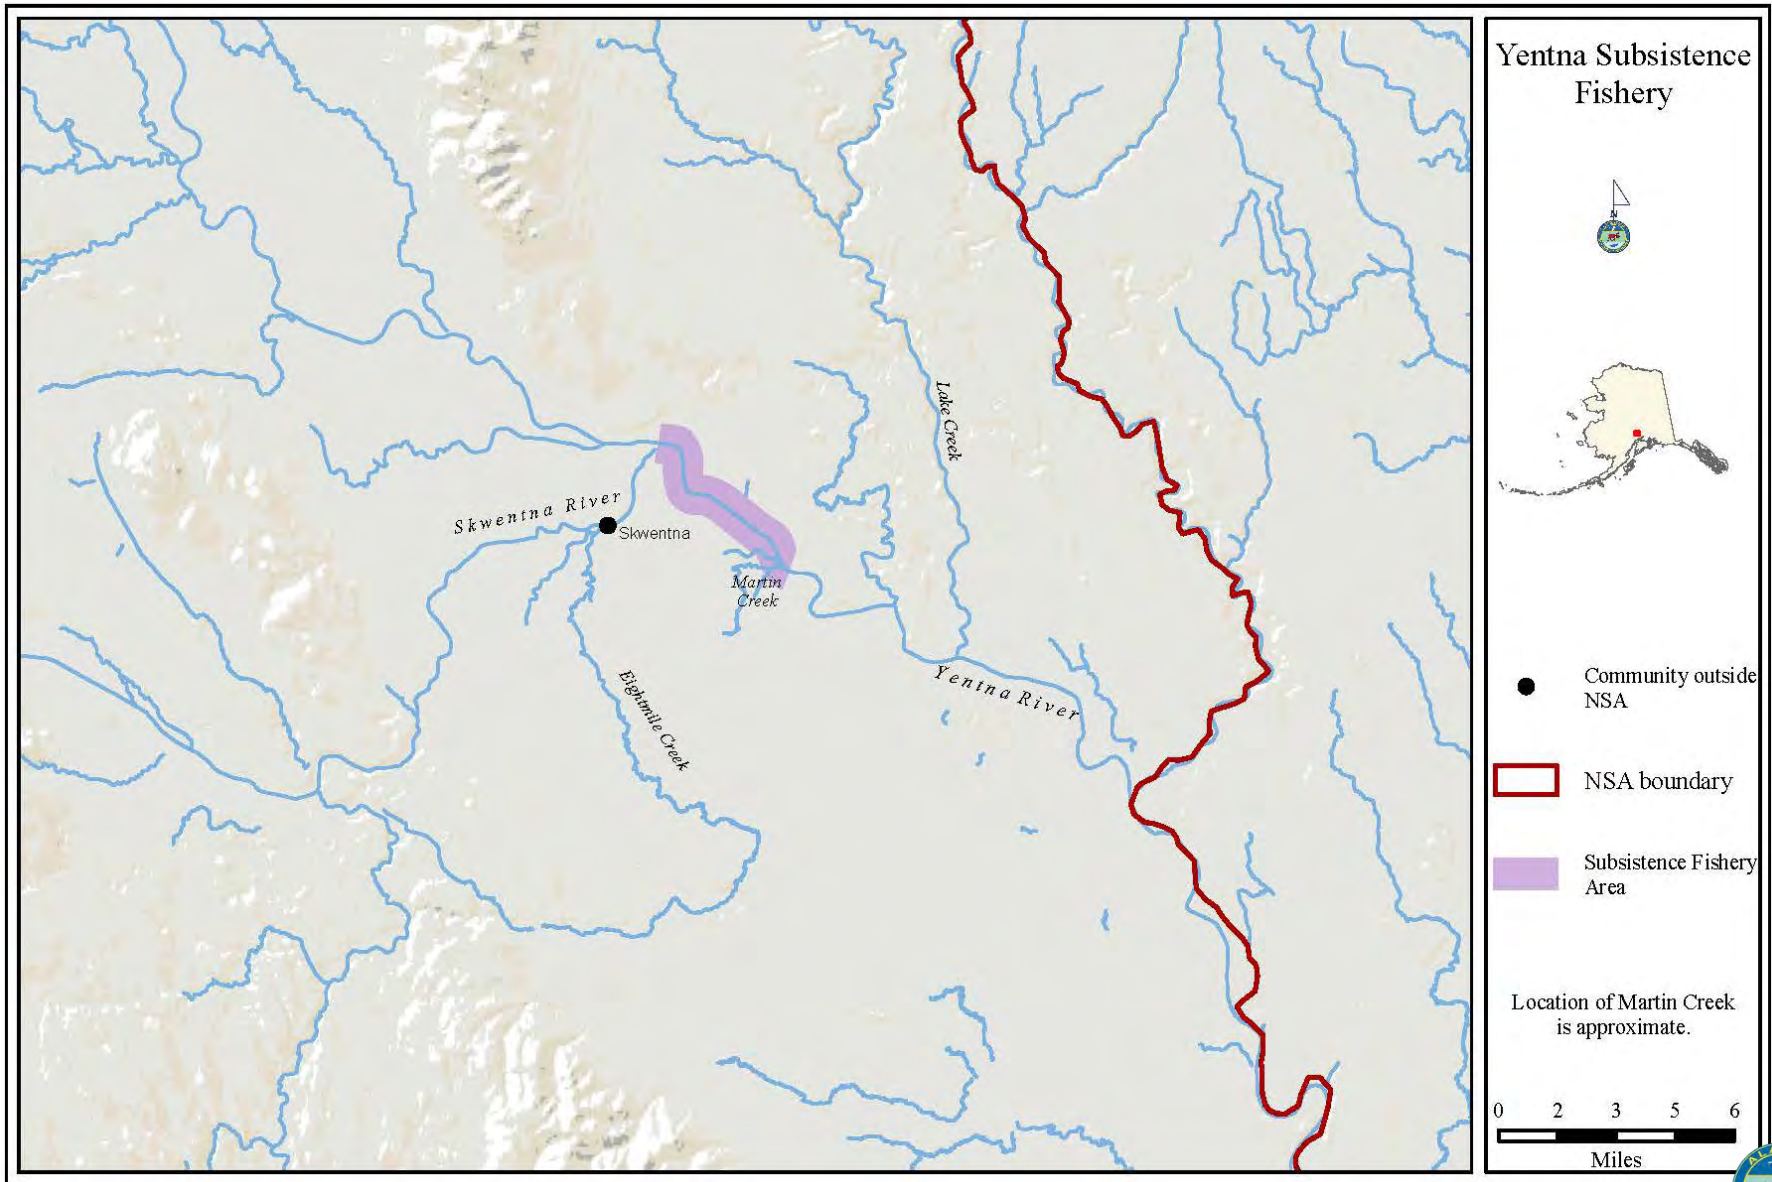 Yentna Subsistence
Fishery
N
Lake Creek
Skwentna River
Skwentna
Martin
Creek
Eightmile Creek
Yentna River
Community outside
NSA
NSA boundary
Subsistence Fishery
Area
Location of Martin Creek
is approximate.
0 2 3 5 6
Miles